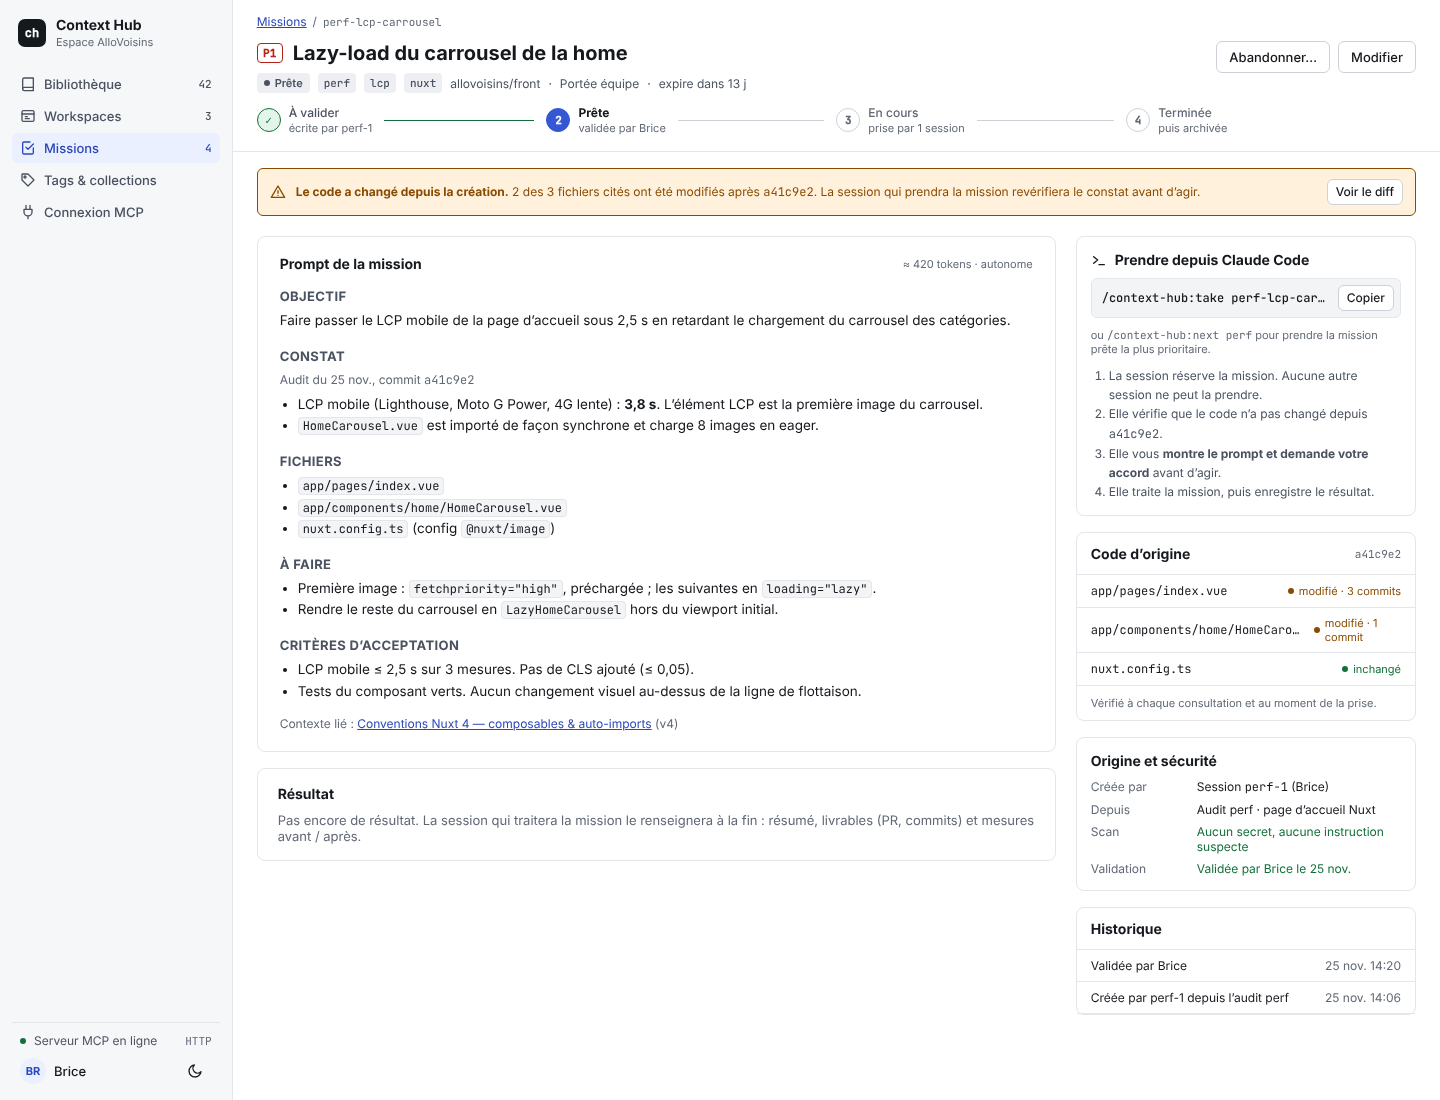 ch
Context Hub
Espace AlloVoisins
Bibliothèque 42
Workspaces 3
Missions 4
Tags & collections
Connexion MCP
Serveur MCP en ligne HTTP
BR Brice
Missions / perf-lcp-carrousel
P1 Lazy-load du carrousel de la home
Abandonner… Modifier
Prête perf lcp nuxt allovoisins/front · Portée équipe · expire dans 13 j
✓ À valider
écrite par perf-1
2 Prête
validée par Brice
3 En cours
prise par 1 session
4 Terminée
puis archivée
Le code a changé depuis la création. 2 des 3 fichiers cités ont été modifiés après a41c9e2. La session qui prendra la mission revérifiera le constat avant d’agir.
Voir le diff
Prompt de la mission ≈ 420 tokens · autonome
OBJECTIF
Faire passer le LCP mobile de la page d’accueil sous 2,5 s en retardant le chargement du carrousel des catégories.
CONSTAT
Audit du 25 nov., commit a41c9e2
• LCP mobile (Lighthouse, Moto G Power, 4G lente) : 3,8 s. L’élément LCP est la première image du carrousel.
• HomeCarousel.vue est importé de façon synchrone et charge 8 images en eager.
FICHIERS
• app/pages/index.vue
• app/components/home/HomeCarousel.vue
• nuxt.config.ts (config @nuxt/image)
À FAIRE
• Première image : fetchpriority="high", préchargée ; les suivantes en loading="lazy".
• Rendre le reste du carrousel en LazyHomeCarousel hors du viewport initial.
CRITÈRES D’ACCEPTATION
• LCP mobile ≤ 2,5 s sur 3 mesures. Pas de CLS ajouté (≤ 0,05).
• Tests du composant verts. Aucun changement visuel au-dessus de la ligne de flottaison.
Contexte lié : Conventions Nuxt 4 — composables & auto-imports (v4)
Résultat
Pas encore de résultat. La session qui traitera la mission le renseignera à la fin : résumé, livrables (PR, commits) et mesures
avant / après.
Prendre depuis Claude Code
/context-hub:take perf-lcp-car… Copier
ou /context-hub:next perf pour prendre la mission
prête la plus prioritaire.
1. La session réserve la mission. Aucune autre
session ne peut la prendre.
2. Elle vérifie que le code n’a pas changé depuis
a41c9e2.
3. Elle vous montre le prompt et demande votre
accord avant d’agir.
4. Elle traite la mission, puis enregistre le résultat.
Code d’origine a41c9e2
app/pages/index.vue modifié · 3 commits
app/components/home/HomeCaro… modifié · 1
commit
nuxt.config.ts inchangé
Vérifié à chaque consultation et au moment de la prise.
Origine et sécurité
Créée par Session perf-1 (Brice)
Depuis Audit perf · page d’accueil Nuxt
Scan Aucun secret, aucune instruction
suspecte
Validation Validée par Brice le 25 nov.
Historique
Validée par Brice 25 nov. 14:20
Créée par perf-1 depuis l’audit perf 25 nov. 14:06